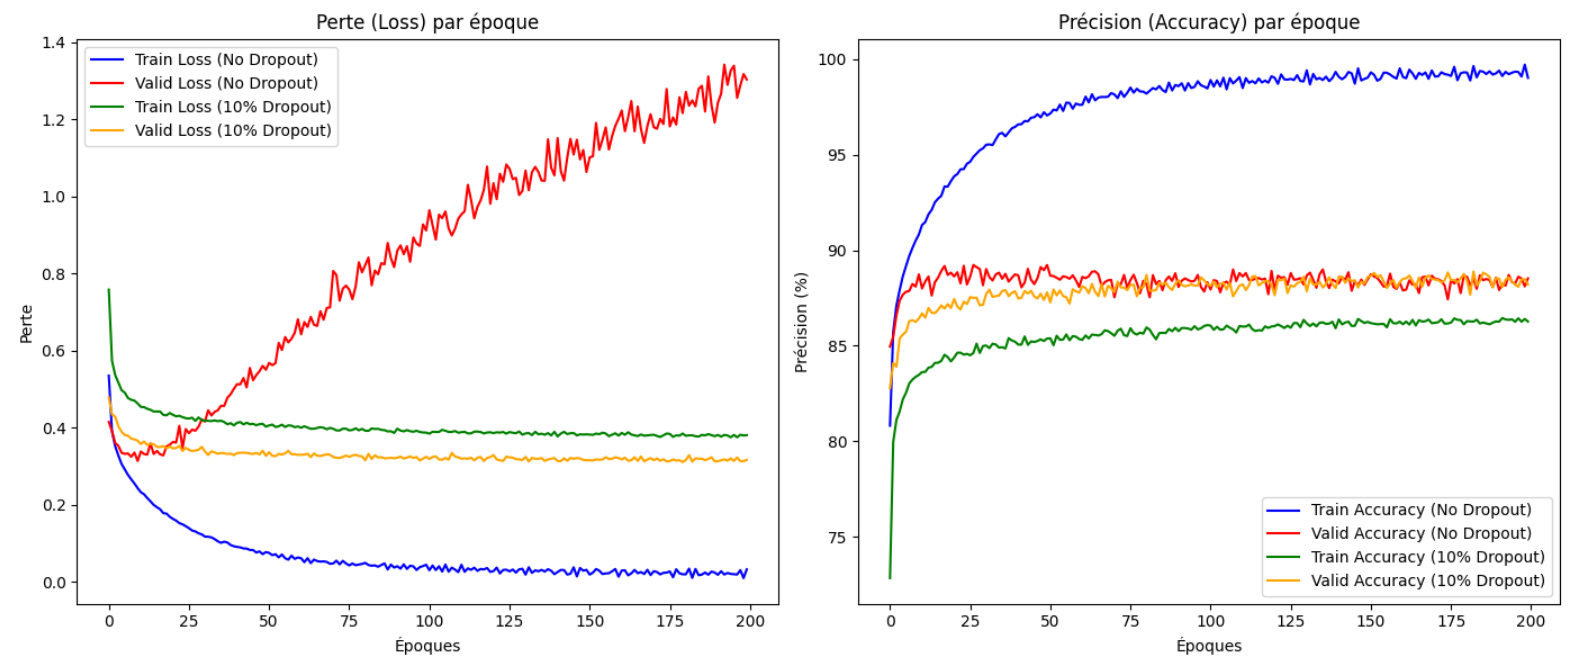 Perte (Loss) par époque
1.4
1.2
1.0
0.8
0.6
0.4
0.2
0.0
Perte
Train Loss (No Dropout)
Valid Loss (No Dropout)
Train Loss (10% Dropout)
Valid Loss (10% Dropout)
0 25 50 75 100 125 150 175 200
Époques
Précision (Accuracy) par époque
100
95
90
85
80
75
Précision (%)
Train Accuracy (No Dropout)
Valid Accuracy (No Dropout)
Train Accuracy (10% Dropout)
Valid Accuracy (10% Dropout)
0 25 50 75 100 125 150 175 200
Époques